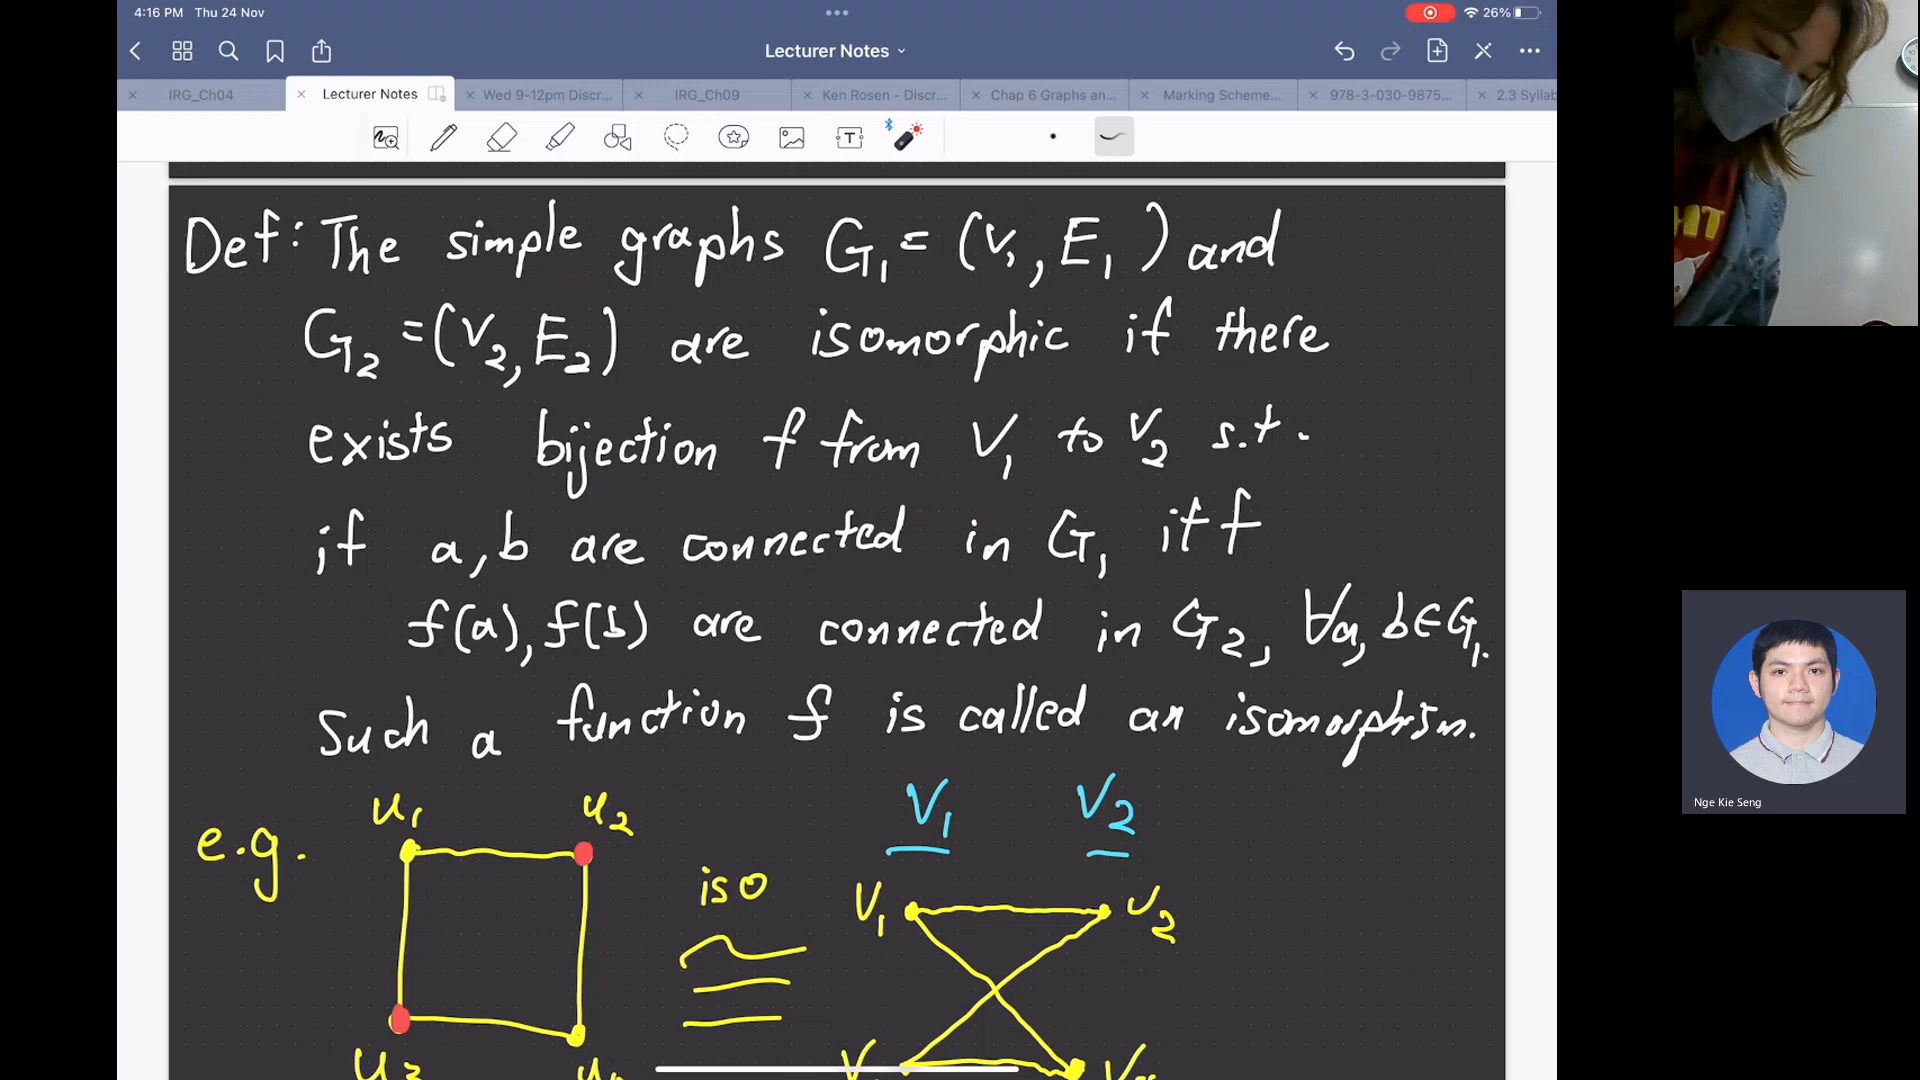 4:16 PM Thu 24 Nov
26%
Lecturer Notes
IRG_Ch04
Lecturer Notes
Wed 9-12pm Discr...
IRG_Ch09
Ken Rosen - Discr...
Chap 6 Graphs an...
Marking Scheme...
978-3-030-9875...
2.3 Syllab
Def: The simple graphs G₁ = (V₁, E₁) and
G₂ = (V₂, E₂) are isomorphic if there
exists bijection f from V₁ to V₂ s.t.
if a, b are connected in G₁ iff
f(a), f(b) are connected in G₂, ∀a, b ∈ G₁.
Such a function f is called an isomorphism.
V₁ V₂
e.g. u₁ u₂
iso
≅
v₁ v₂
u₃
Nge Kie Seng